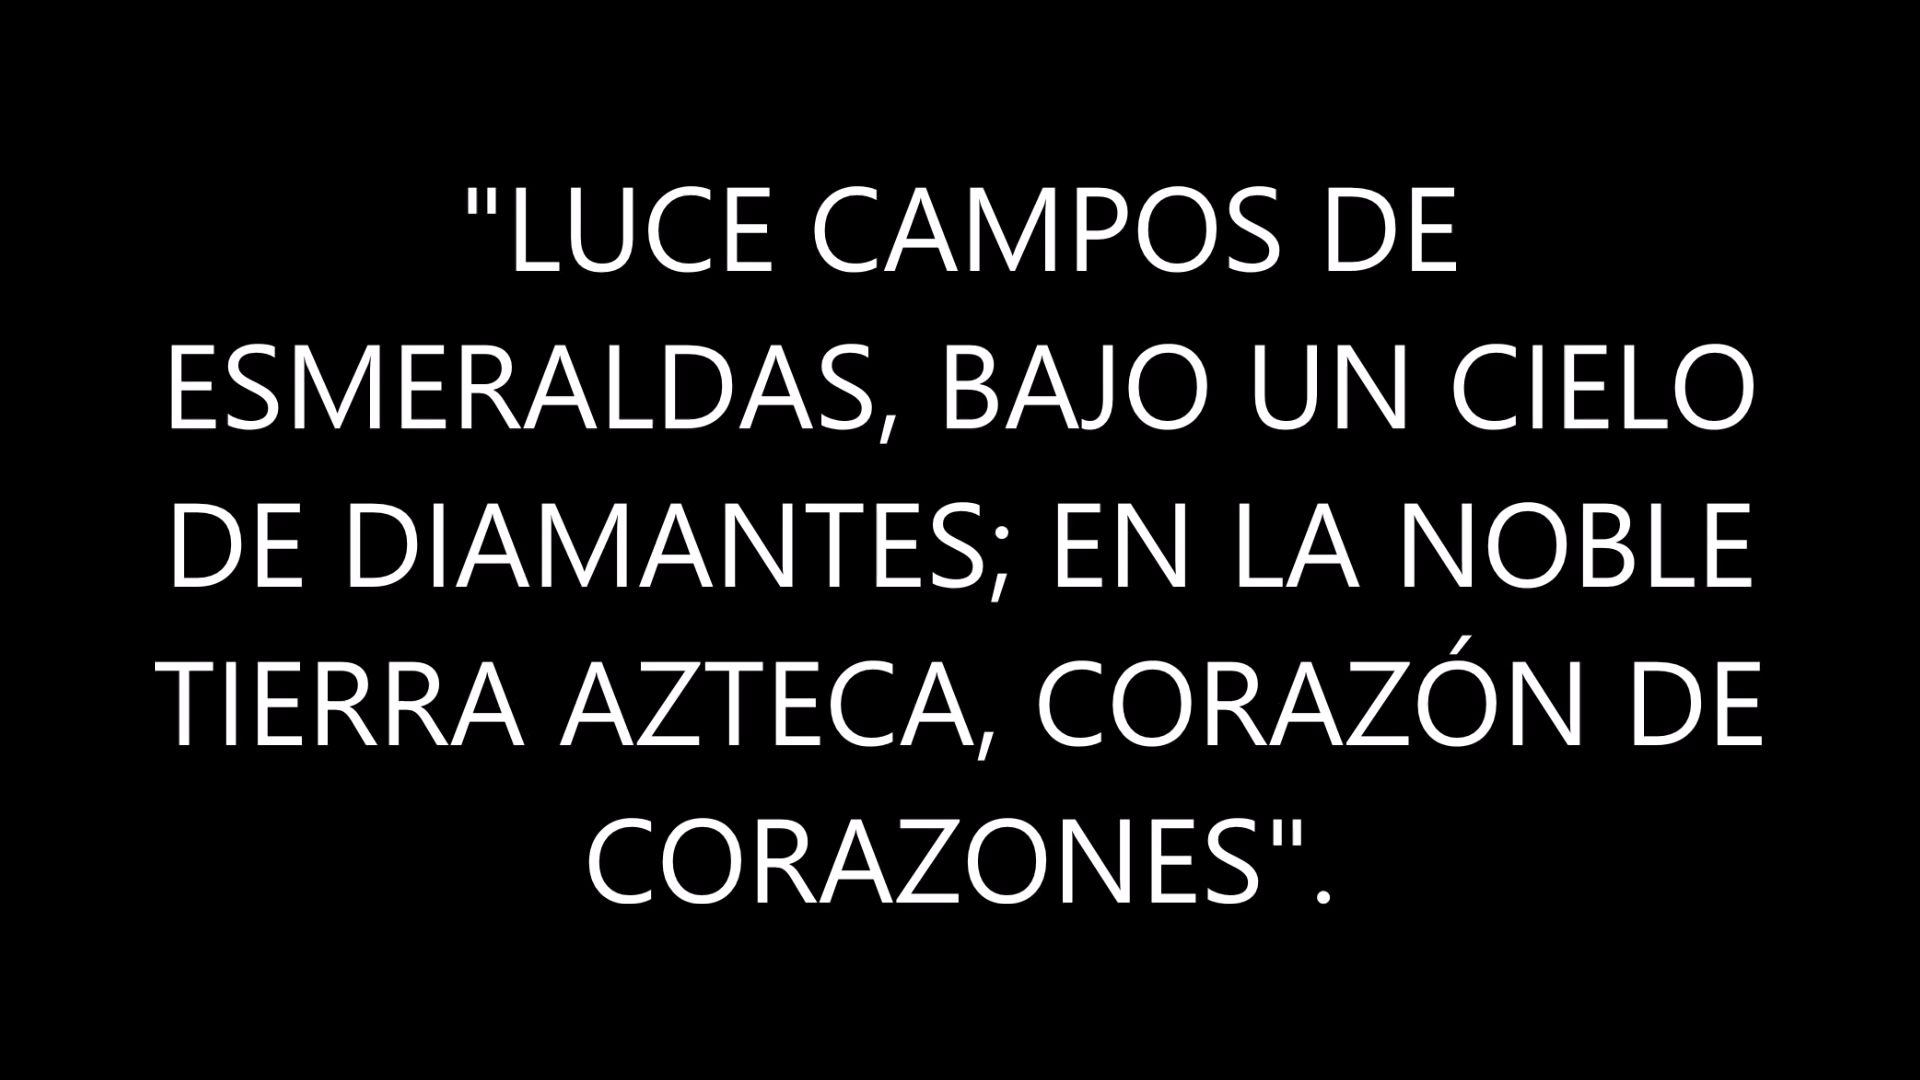 "LUCE CAMPOS DE
ESMERALDAS, BAJO UN CIELO
DE DIAMANTES; EN LA NOBLE
TIERRA AZTECA, CORAZÓN DE
CORAZONES".